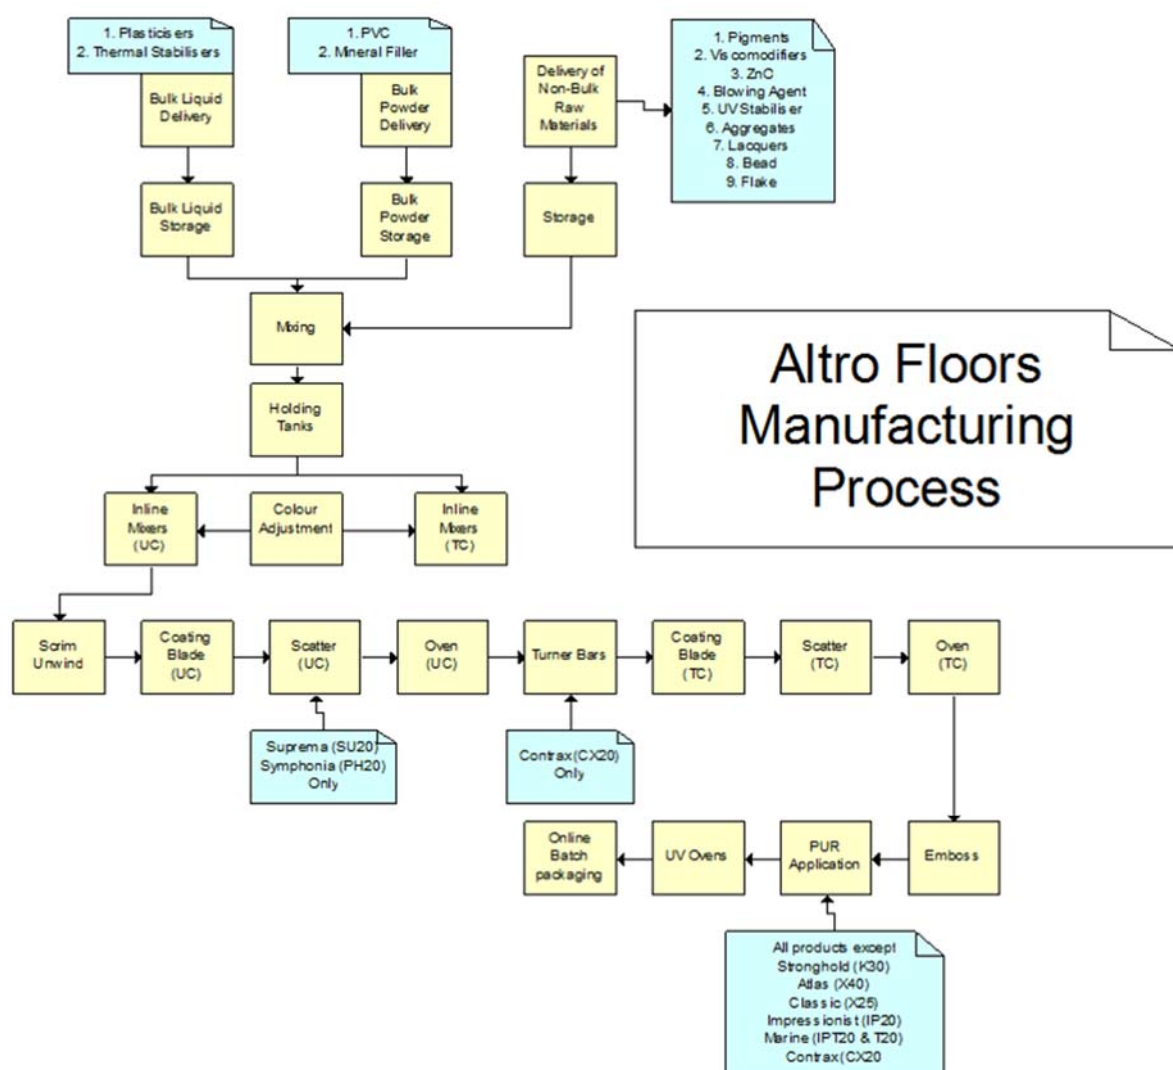 1. Plasticisers
2. Thermal Stabilisers
1. PVC
2. Mineral Filler
1. Pigments
2. Viscomodifiers
3. ZnC
4. Blowing Agent
5. UV Stabiliser
6. Aggregates
7. Lacquers
8. Bead
9. Flake
Bulk Liquid
Delivery
Bulk
Powder
Delivery
Delivery of
Non-Bulk
Raw
Materials
Bulk Liquid
Storage
Bulk
Powder
Storage
Storage
Mixing
Altro Floors
Manufacturing
Process
Holding
Tanks
Inline
Mixers
(UC)
Colour
Adjustment
Inline
Mixers
(TC)
Scrim
Unwind
Coating
Blade
(UC)
Scatter
(UC)
Oven
(UC)
Turner Bars
Coating
Blade
(TC)
Scatter
(TC)
Oven
(TC)
Suprema (SU20)
Symphonia (PH20)
Only
Contrax (CX20)
Only
Online
Batch
packaging
UV Ovens
PUR
Application
Emboss
All products except
Stronghold (K30)
Atlas (X40)
Classic (X25)
Impressionist (IP20)
Marine (IPT20 & T20)
Contrax (CX20